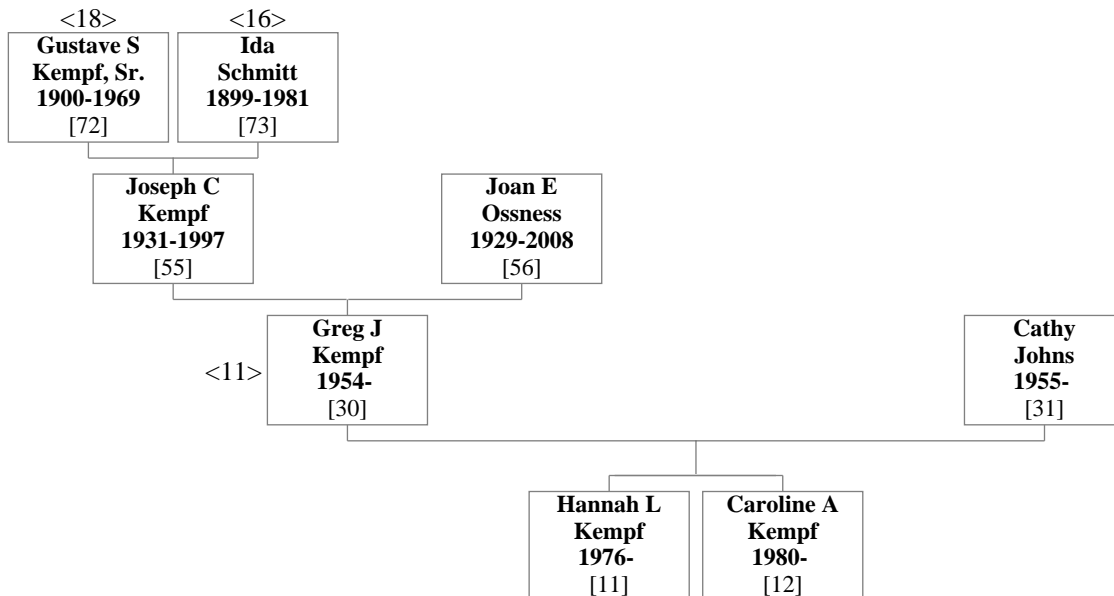 <18>
<16>
Gustave S
Kempf, Sr.
1900-1969
[72]
Ida
Schmitt
1899-1981
[73]
Joseph C
Kempf
1931-1997
[55]
Joan E
Ossness
1929-2008
[56]
<11>
Greg J
Kempf
1954-
[30]
Cathy
Johns
1955-
[31]
Hannah L
Kempf
1976-
[11]
Caroline A
Kempf
1980-
[12]